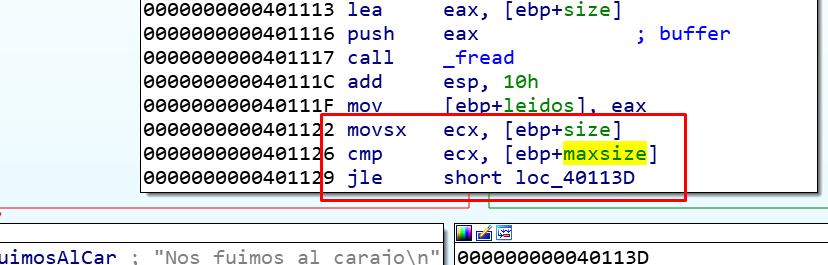 0000000000401113 lea eax, [ebp+size]
0000000000401116 push eax ; buffer
0000000000401117 call _fread
000000000040111C add esp, 10h
000000000040111F mov [ebp+leidos], eax
0000000000401122 movsx ecx, [ebp+size]
0000000000401126 cmp ecx, [ebp+maxsize]
0000000000401129 jle short loc_40113D
uimosAlCar ; "Nos fuimos al carajo\n"
000000000040113D